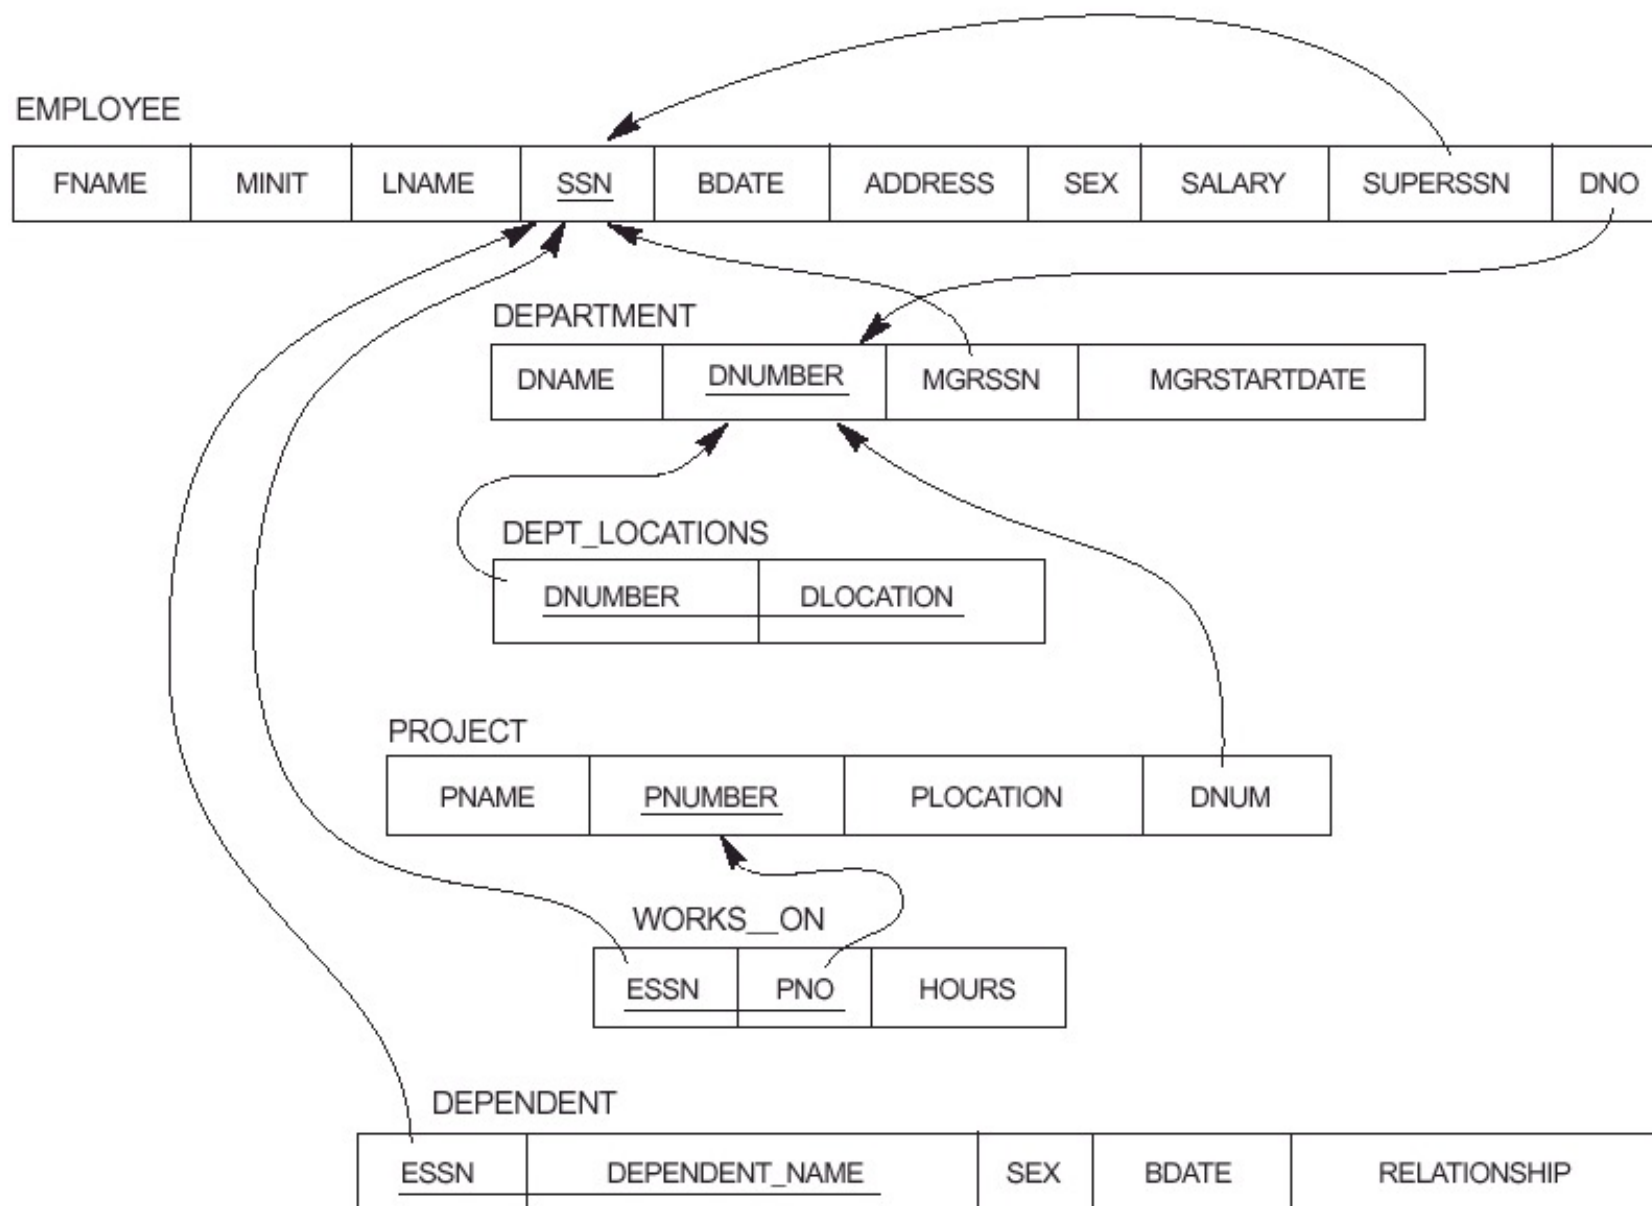 EMPLOYEE
FNAME MINIT LNAME SSN BDATE ADDRESS SEX SALARY SUPERSSN DNO
DEPARTMENT
DNAME DNUMBER MGRSSN MGRSTARTDATE
DEPT_LOCATIONS
DNUMBER DLOCATION
PROJECT
PNAME PNUMBER PLOCATION DNUM
WORKS__ON
ESSN PNO HOURS
DEPENDENT
ESSN DEPENDENT_NAME SEX BDATE RELATIONSHIP